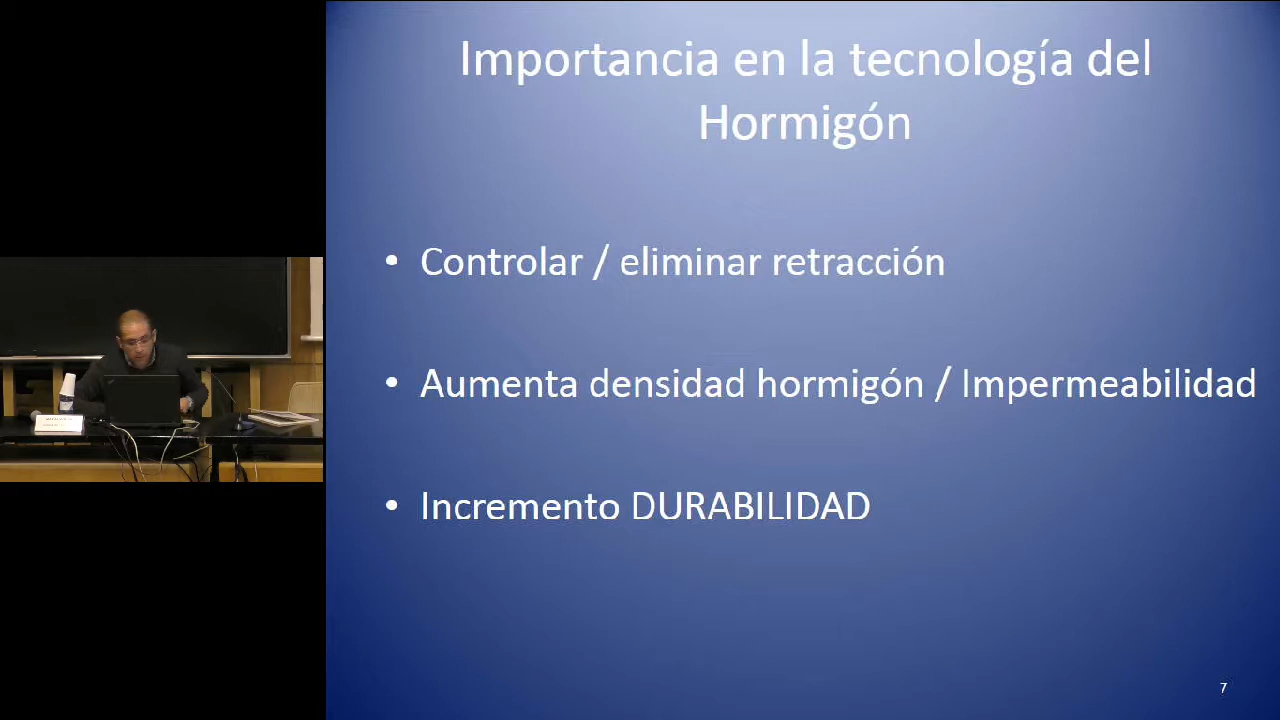 Importancia en la tecnología del
Hormigón
• Controlar / eliminar retracción
• Aumenta densidad hormigón / Impermeabilidad
• Incremento DURABILIDAD
7